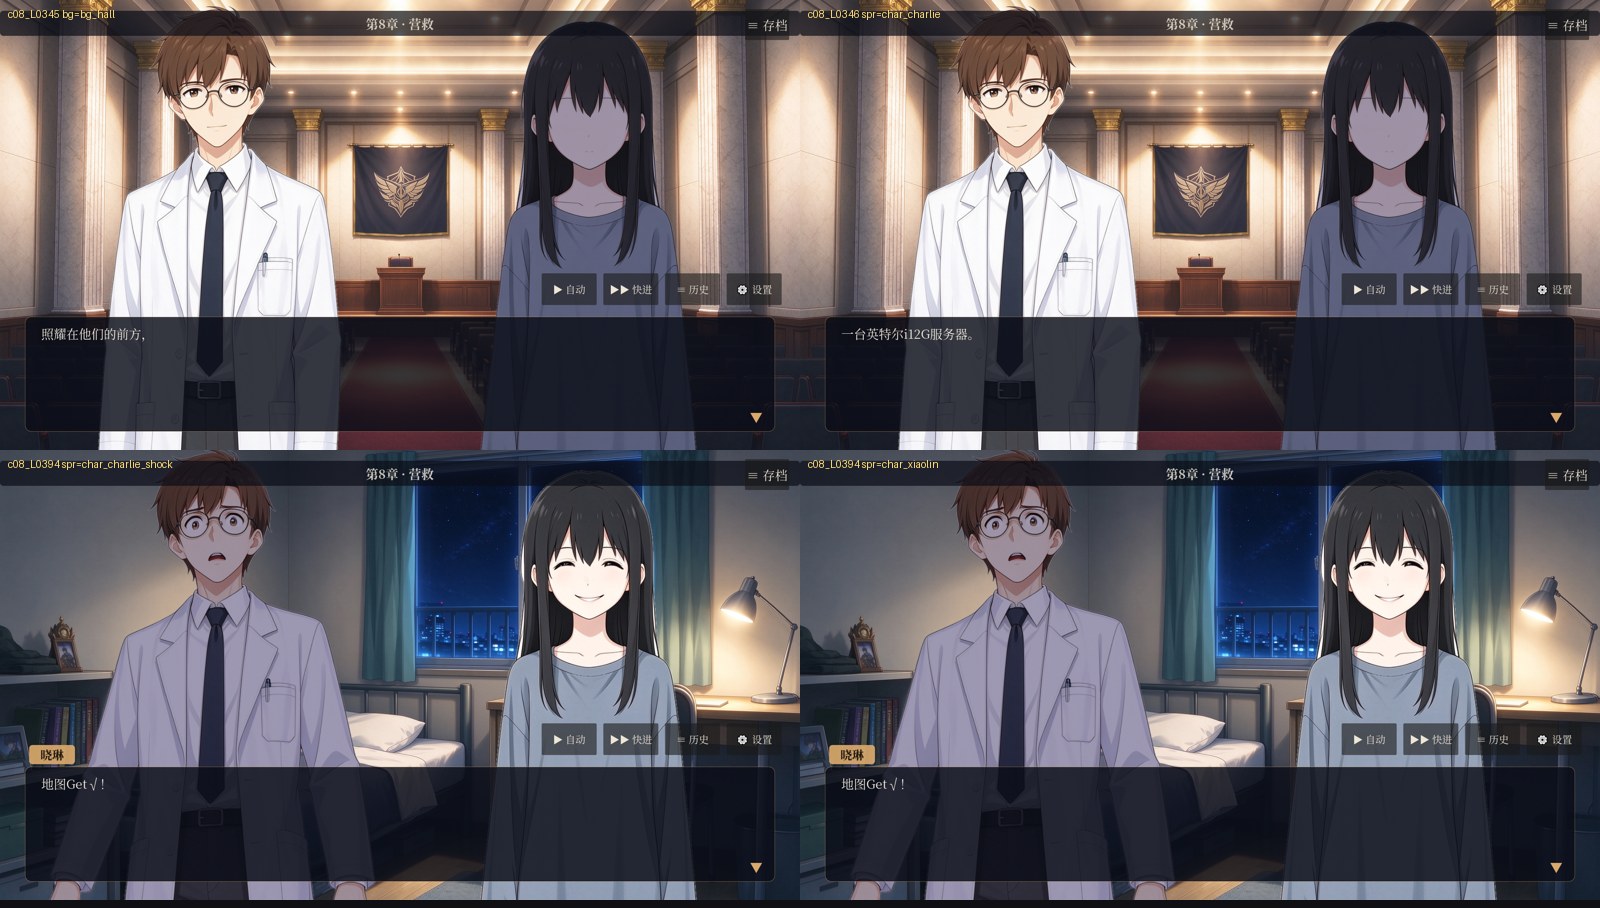 c08_L0345 bg=bg_hall
第8章 · 营救
≡ 存档
▶ 自动
▶▶ 快进
≡ 历史
设置
照耀在他们的前方，
c08_L0346 spr=char_charlie
第8章 · 营救
≡ 存档
▶ 自动
▶▶ 快进
≡ 历史
设置
一台英特尔i12G服务器。
c08_L0394 spr=char_charlie_shock
第8章 · 营救
≡ 存档
▶ 自动
▶▶ 快进
≡ 历史
设置
晓琳
地图Get√！
c08_L0394 spr=char_xiaolin
第8章 · 营救
≡ 存档
▶ 自动
▶▶ 快进
≡ 历史
设置
晓琳
地图Get√！